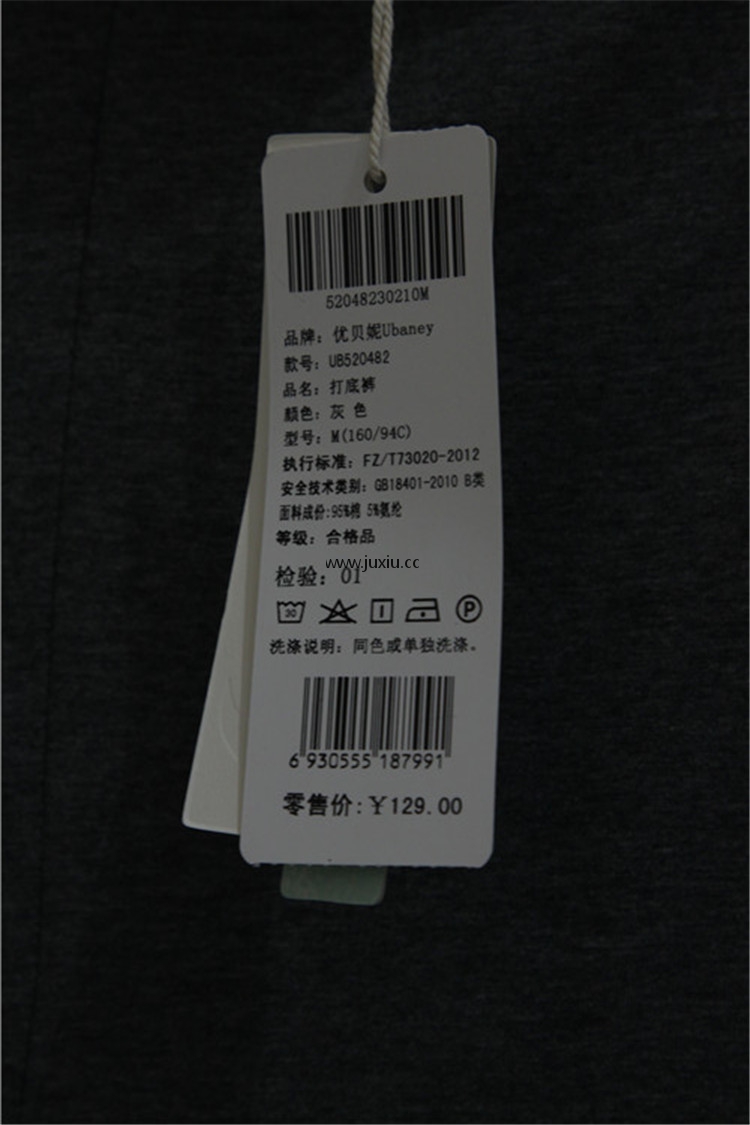 52048230210M
品牌：优贝妮Ubaney
款号：UB520482
品名：打底裤
颜色：灰 色
型号：M(160/94C)
执行标准：FZ/T73020-2012
安全技术类别：GB18401-2010 B类
面料成份:95%棉 5%氨纶
等级：合格品
www.juxiu.cc
检验：01
30
P
洗涤说明：同色或单独洗涤。
6 930555 187991
零售价:￥129.00